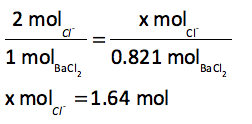 2 mol Cl⁻ / 1 mol BaCl₂ = x mol Cl⁻ / 0.821 mol BaCl₂
x mol Cl⁻ = 1.64 mol